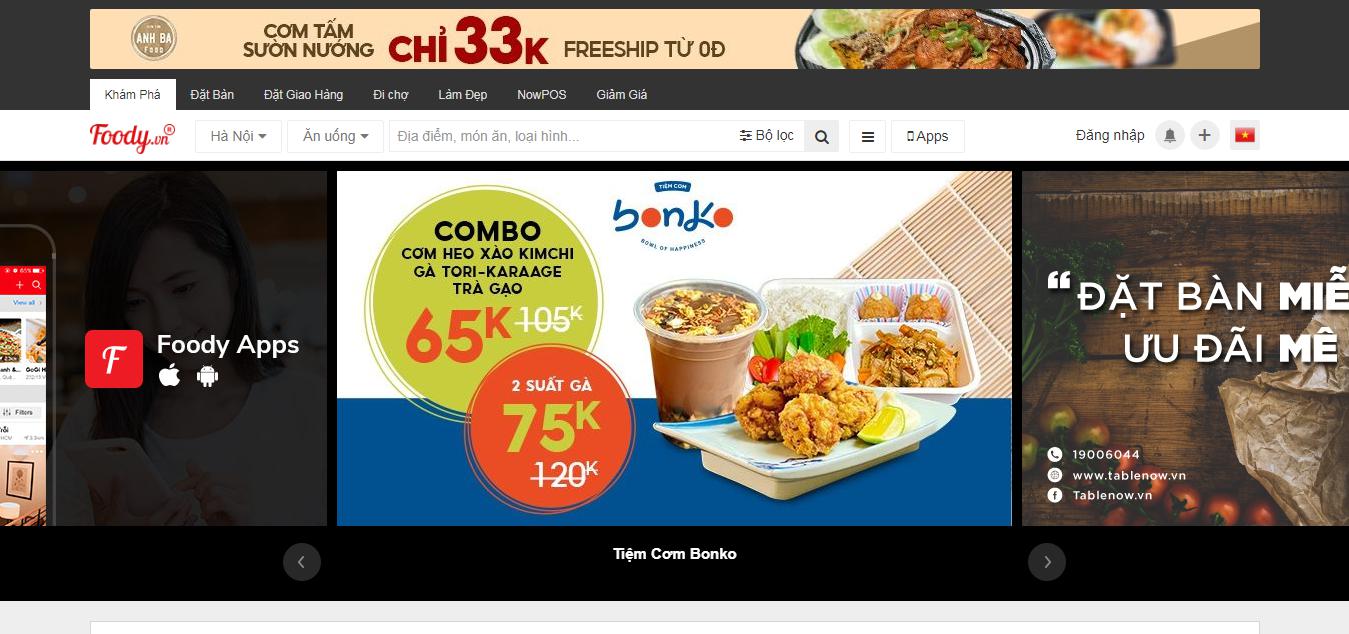 ANH BA
FOOD
CƠM TẤM
SƯỜN NƯỚNG
CHỈ 33K
FREESHIP TỪ 0Đ
Khám Phá
Đặt Bàn
Đặt Giao Hàng
Đi chợ
Làm Đẹp
NowPOS
Giảm Giá
Foody.vn
Hà Nội
Ăn uống
Địa điểm, món ăn, loại hình...
Bộ lọc
Apps
Đăng nhập
View all
Filters
Foody Apps
COMBO
CƠM HEO XÀO KIMCHI
GÀ TORI-KARAAGE
TRÀ GẠO
65K 105K
2 SUẤT GÀ
75K
120K
TIỆM CƠM
bonko
BOWL OF HAPPINESS
“ĐẶT BÀN MIỄ
ƯU ĐÃI MÊ
19006044
www.tablenow.vn
Tablenow.vn
Tiệm Cơm Bonko